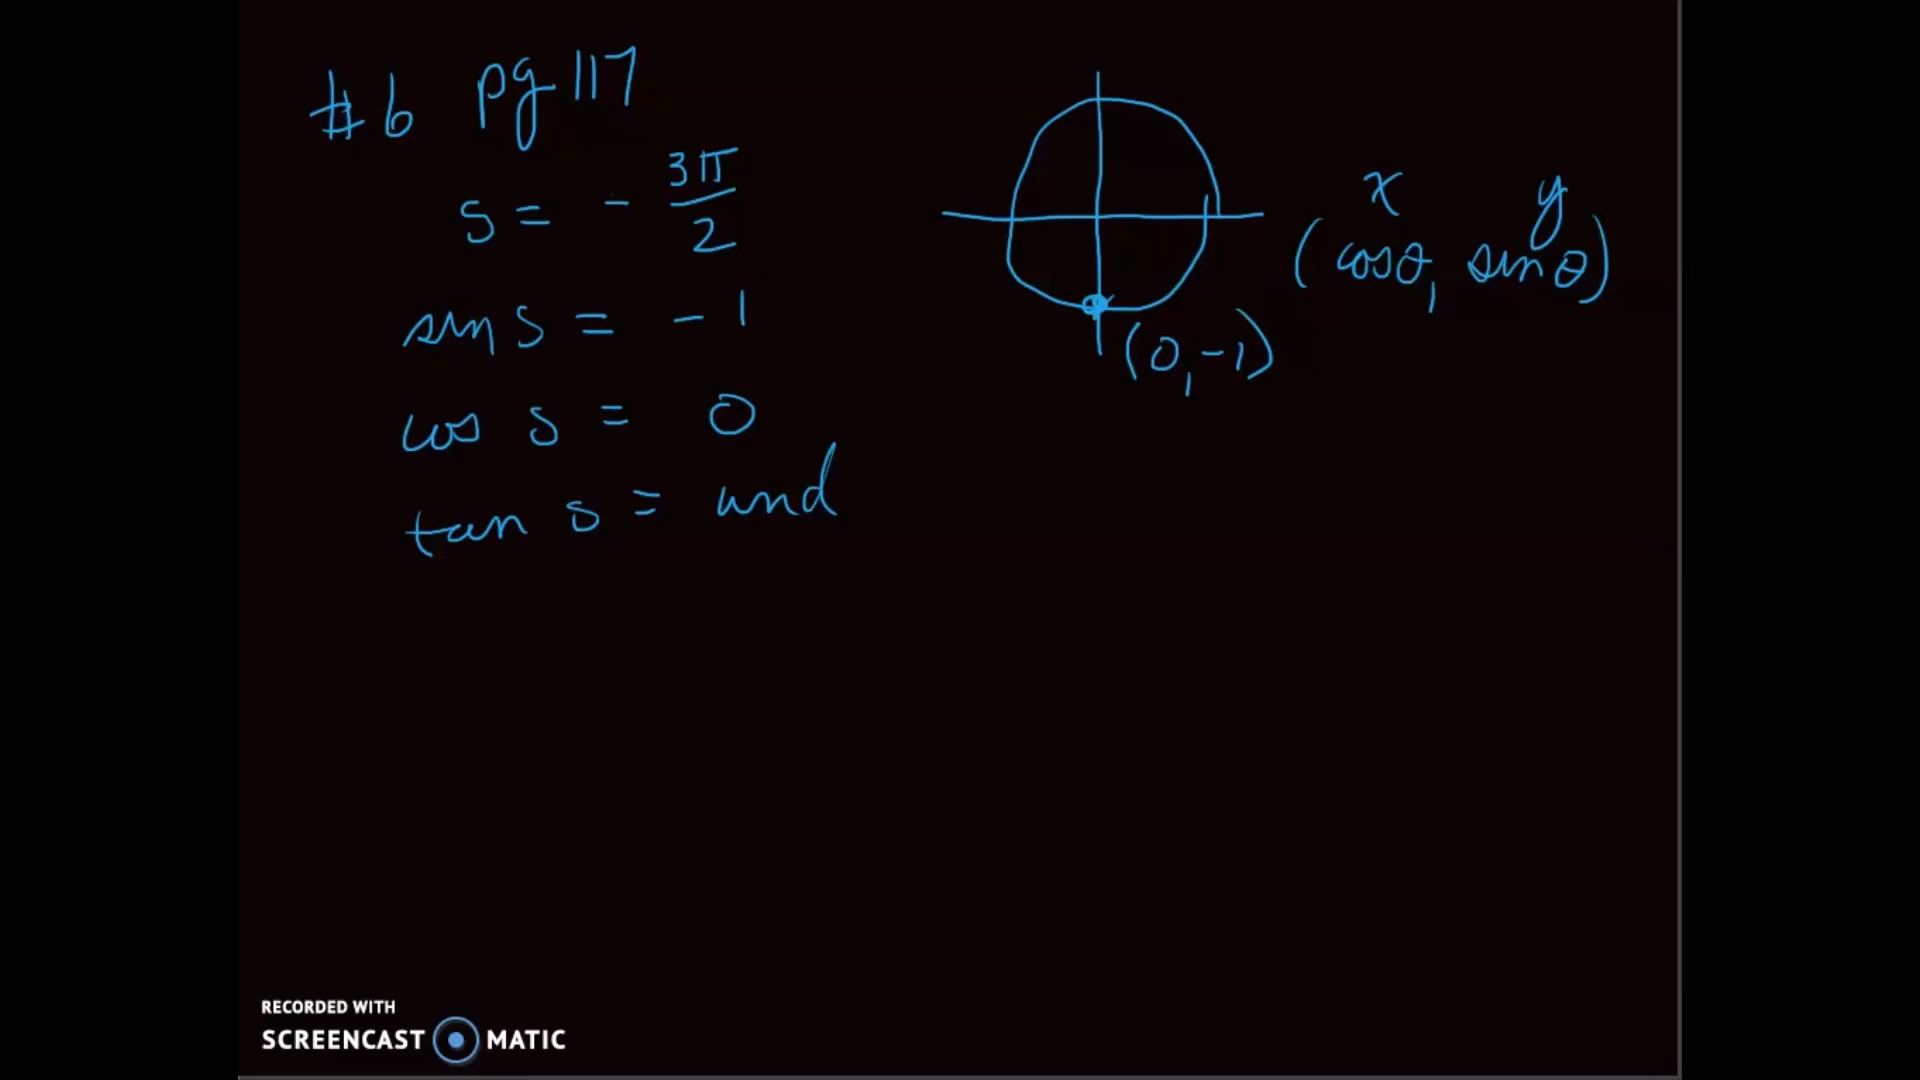 #6 pg 117
s = - 3π/2
sin s = - 1
cos s = 0
tan s = und
x y
(cosθ, sinθ)
(0,-1)
RECORDED WITH
SCREENCAST MATIC